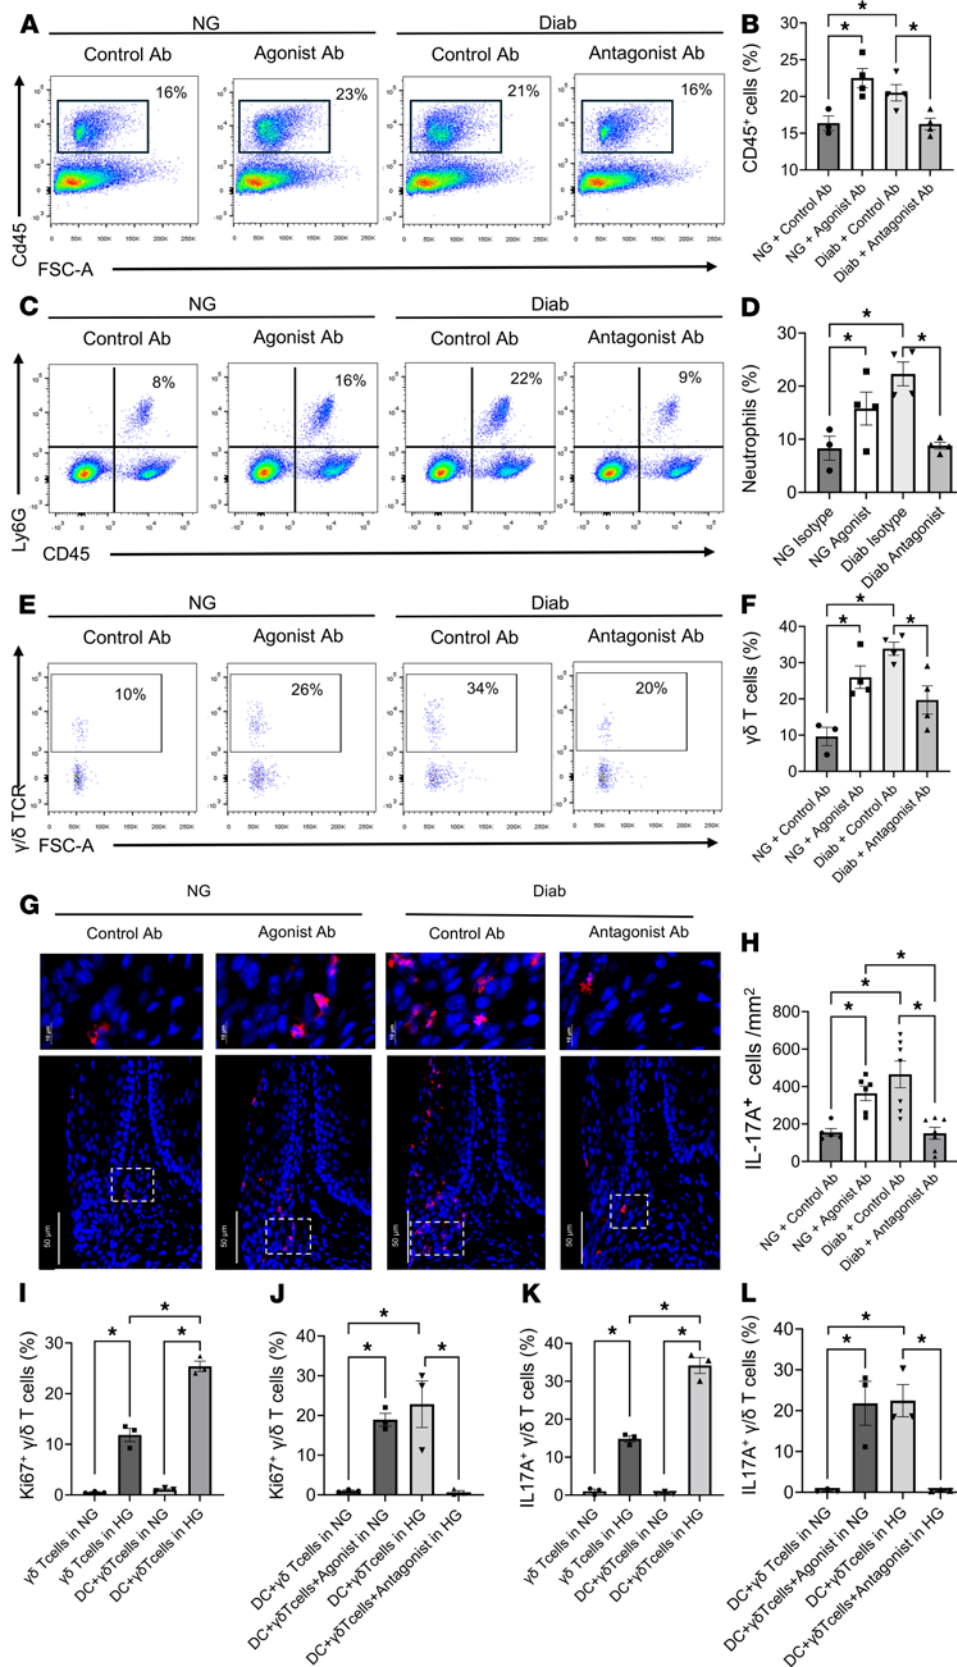 A
NG
Diab
Control Ab
Agonist Ab
Control Ab
Antagonist Ab
16%
23%
21%
16%
Cd45
FSC-A
0 50K 100K 150K 200K 250K
B
CD45⁺ cells (%)
30
25
20
15
10
* * *
NG + Control Ab
NG + Agonist Ab
Diab + Control Ab
Diab + Antagonist Ab
C
NG
Diab
Control Ab
Agonist Ab
Control Ab
Antagonist Ab
8%
16%
22%
9%
Ly6G
CD45
D
Neutrophils (%)
30
20
10
0
* * *
NG Isotype
NG Agonist
Diab Isotype
Diab Antagonist
E
NG
Diab
Control Ab
Agonist Ab
Control Ab
Antagonist Ab
10%
26%
34%
20%
γ/δ TCR
FSC-A
F
γδ T cells (%)
40
30
20
10
0
* * *
NG + Control Ab
NG + Agonist Ab
Diab + Control Ab
Diab + Antagonist Ab
G
NG
Diab
Control Ab
Agonist Ab
Control Ab
Antagonist Ab
50 µm
50 µm
50 µm
50 µm
H
IL-17A⁺ cells /mm²
800
600
400
200
0
* * * *
NG + Control Ab
NG + Agonist Ab
Diab + Control Ab
Diab + Antagonist Ab
I
Ki67⁺ γ/δ T cells (%)
30
20
10
0
* * *
γδ Tcells in NG
γδ Tcells in HG
DC+γδTcells in NG
DC+γδTcells in HG
J
Ki67⁺ γ/δ T cells (%)
40
30
20
10
0
* * *
DC+γδ Tcells in NG
DC+γδTcells+Agonist in NG
DC+γδTcells in HG
DC+γδTcells+Antagonist in HG
K
IL17A⁺ γ/δ T cells (%)
40
30
20
10
0
* * *
γδ Tcells in NG
γδ Tcells in HG
DC+γδTcells in NG
DC+γδTcells in HG
L
IL17A⁺ γ/δ T cells (%)
40
30
20
10
0
* * *
DC+γδ Tcells in NG
DC+γδTcells+Agonist in NG
DC+γδTcells in HG
DC+γδTcells+Antagonist in HG